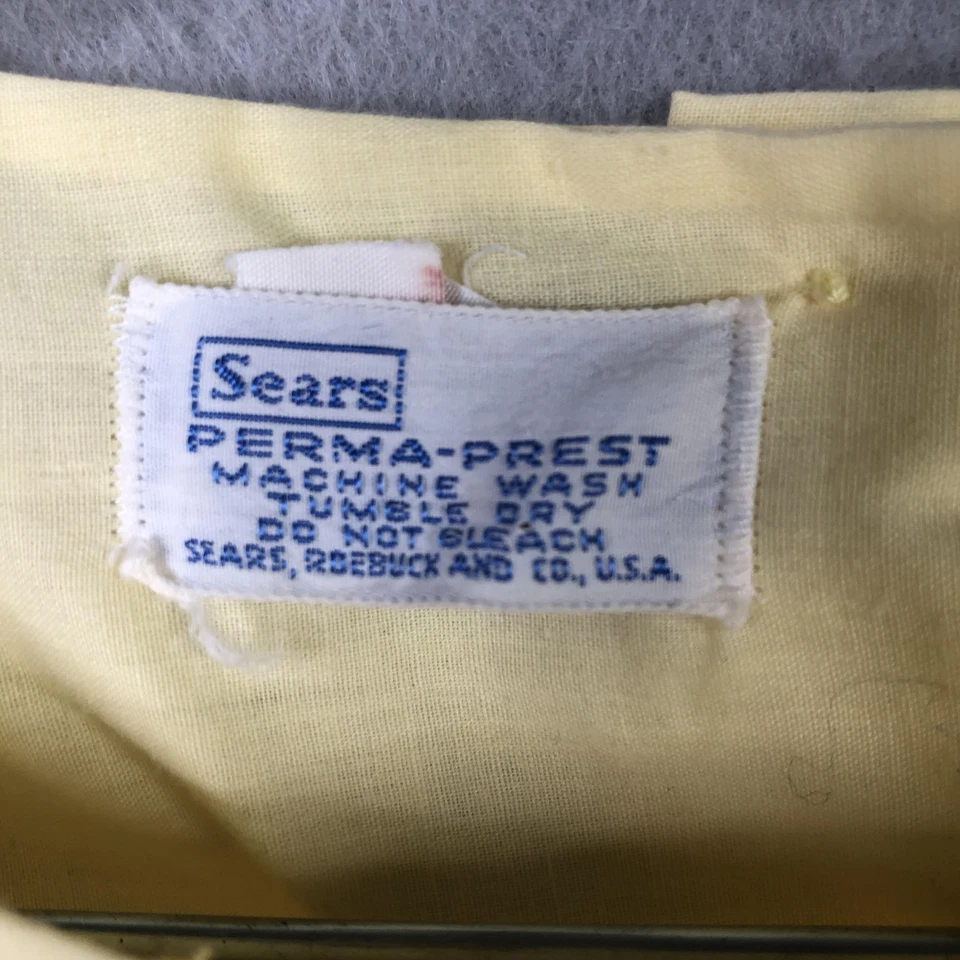 Sears
PERMA-PREST
MACHINE WASH
TUMBLE DRY
DO NOT BLEACH
SEARS, ROEBUCK AND CO., U.S.A.